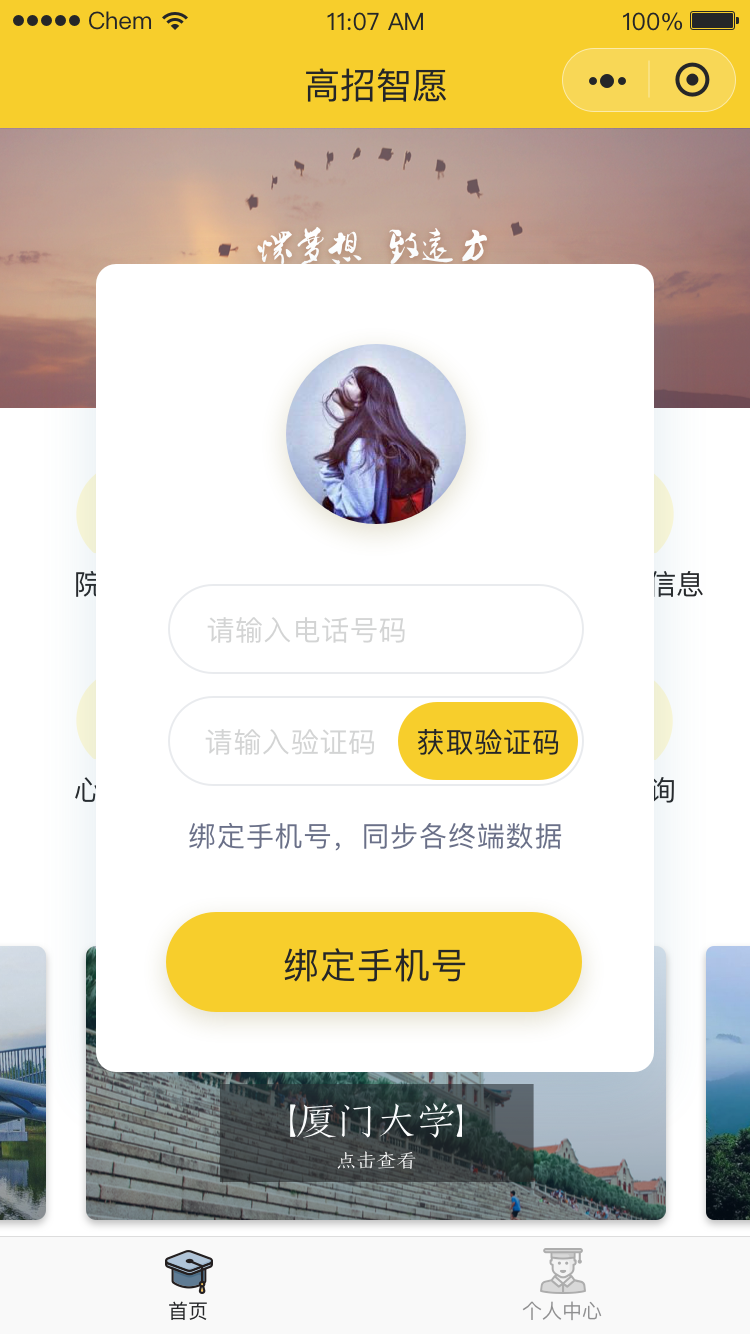 ●●●●● Chem 11:07 AM 100%
高招智愿
梦想 致远方
请输入电话号码
请输入验证码 获取验证码
绑定手机号，同步各终端数据
绑定手机号
院 信息
心 询
【厦门大学】
点击查看
首页 个人中心